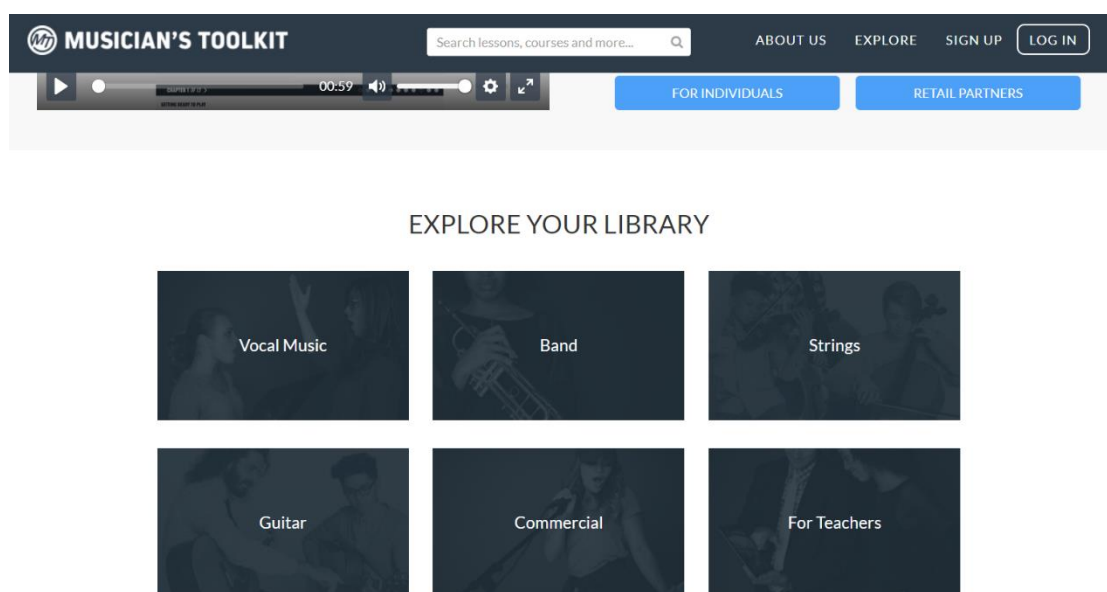 MT MUSICIAN'S TOOLKIT
Search lessons, courses and more...
ABOUT US EXPLORE SIGN UP LOG IN
00:59
FOR INDIVIDUALS
RETAIL PARTNERS
EXPLORE YOUR LIBRARY
Vocal Music
Band
Strings
Guitar
Commercial
For Teachers